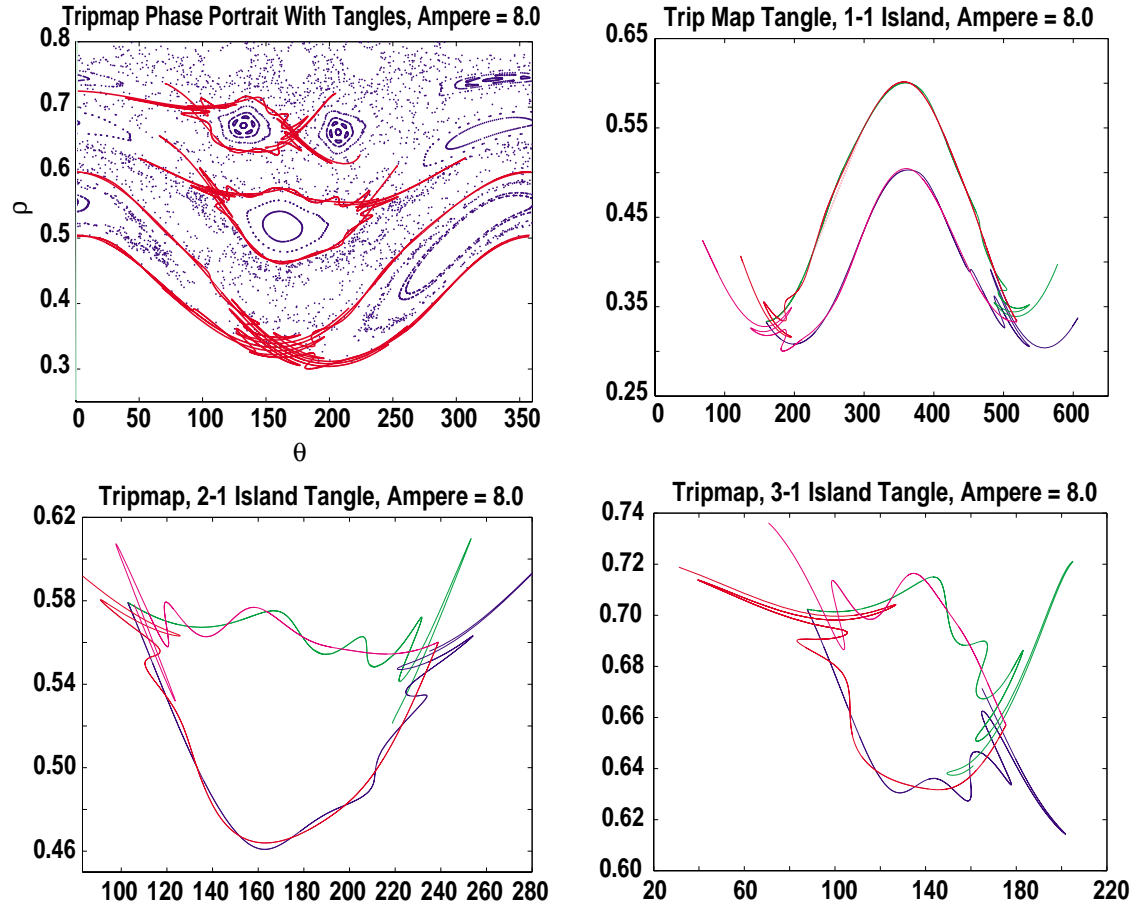 Tripmap Phase Portrait With Tangles, Ampere = 8.0
0.8
0.7
0.6
ρ
0.5
0.4
0.3
0 50 100 150 200 250 300 350
θ
Trip Map Tangle, 1-1 Island, Ampere = 8.0
0.65
0.55
0.45
0.35
0.25
0 100 200 300 400 500 600
Tripmap, 2-1 Island Tangle, Ampere = 8.0
0.62
0.58
0.54
0.50
0.46
100 120 140 160 180 200 220 240 260 280
Tripmap, 3-1 Island Tangle, Ampere = 8.0
0.74
0.72
0.70
0.68
0.66
0.64
0.62
0.60
20 60 100 140 180 220